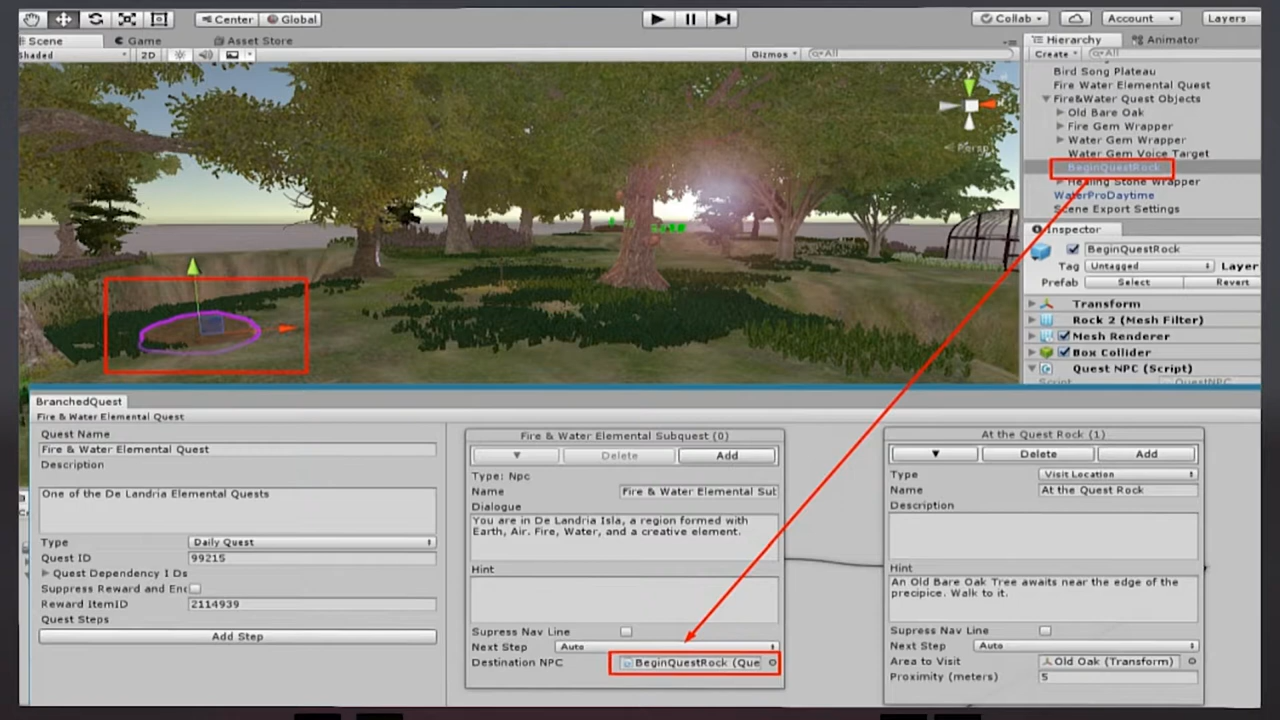 Center Global Collab Account Layers
Scene Game Asset Store Hierarchy Animator
Shaded 2D Gizmos All Create All
Bird Song Plateau
Fire Water Elemental Quest
Fire&Water Quest Objects
Old Bare Oak
Fire Gem Wrapper
Water Gem Wrapper
Persp
Water Gem Voice Target
BeginQuestRock
Healing Stone Wrapper
WaterProDaytime
Scene Export Settings
Inspector
BeginQuestRock
Tag Untagged Layer
Prefab Select Revert
Transform
Rock 2 (Mesh Filter)
Mesh Renderer
Box Collider
Quest NPC (Script)
Script QuestNPC
BranchedQuest
Fire & Water Elemental Quest
Quest Name
Fire & Water Elemental Quest
Description
One of the De Landria Elemental Quests
Type Daily Quest
Quest ID 99215
Quest Dependency I Ds
Suppress Reward and Enc
Reward ItemID 2114939
Quest Steps
Add Step
Fire & Water Elemental Subquest (0)
Delete Add
Type: Npc
Name Fire & Water Elemental Sub
Dialogue
You are in De Landria Isla, a region formed with
Earth, Air. Fire, Water, and a creative element.
Hint
Supress Nav Line
Next Step Auto
Destination NPC BeginQuestRock (Que
At the Quest Rock (1)
Delete Add
Type Visit Location
Name At the Quest Rock
Description
Hint
An Old Bare Oak Tree awaits near the edge of the
precipice. Walk to it.
Supress Nav Line
Next Step Auto
Area to Visit Old Oak (Transform)
Proximity (meters) 5